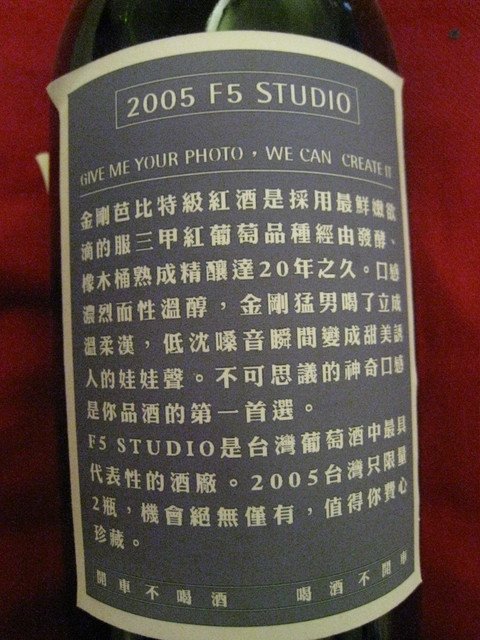 2005 F5 STUDIO
GIVE ME YOUR PHOTO，WE CAN CREATE IT
金剛芭比特級紅酒是採用最鮮嫩欲
滴的服三甲紅葡萄品種經由發酵、
橡木桶熟成精釀達20年之久。口感
濃烈而性溫醇，金剛猛男喝了立成
溫柔漢，低沈嗓音瞬間變成甜美誘
人的娃娃聲。不可思議的神奇口感
是你品酒的第一首選。
F5 STUDIO是台灣葡萄酒中最具
代表性的酒廠。2005台灣只限量
2瓶，機會絕無僅有，值得你費心
珍藏。
開車不喝酒 喝酒不開車